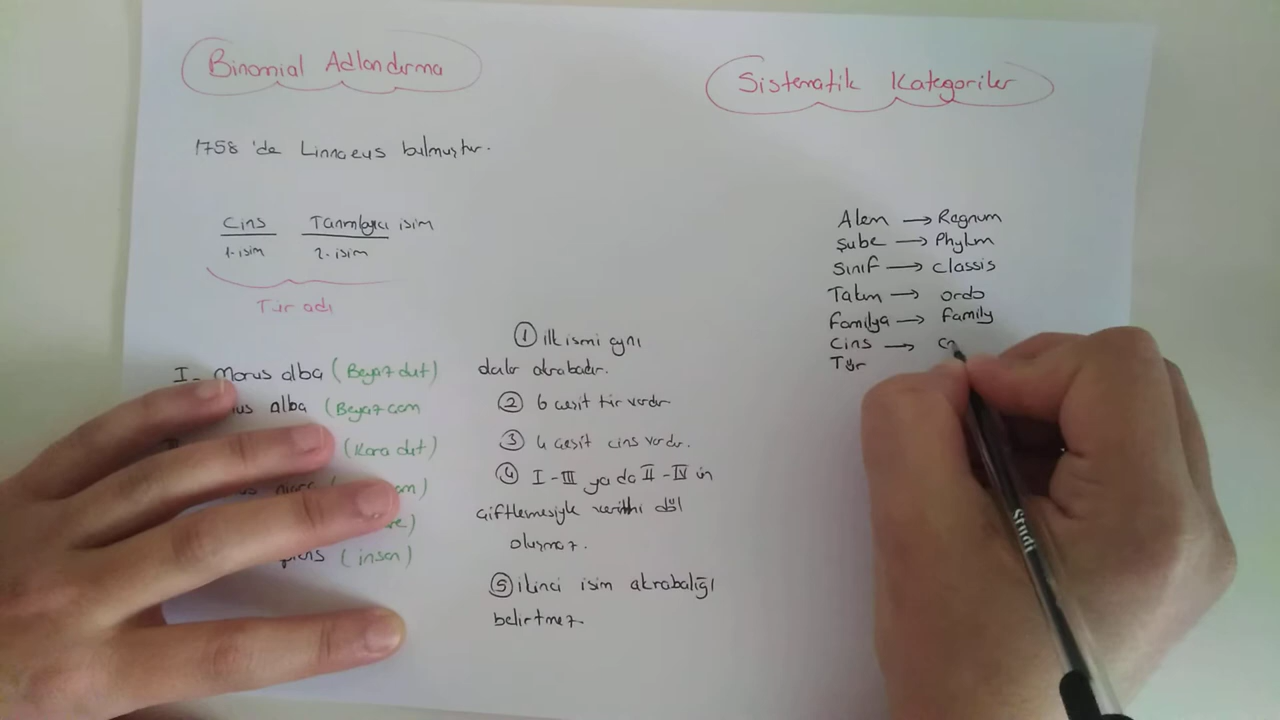 Binomial Adlandırma
1758 'de Linnaeus bulmuştur.
Cins Tanımlayıcı isim
1. isim 2. isim
Tür adı
I- Morus alba (Beyaz dut)
alba (Beyaz çam
(Kara dut)
(insan)
① ilk ismi aynı
olanlar akrabadır.
② 6 çeşit tür vardır
③ 4 çeşit cins vardır.
④ I-III ya da II-IV ün
çiftleşmesiyle verimli döl
oluşmaz.
⑤ ikinci isim akrabalığı
belirtmez.
Sistematik Kategoriler
Alem → Regnum
Şube → Phylum
Sınıf → classis
Takım → ordo
Familya → family
Cins →
Tür
Studi